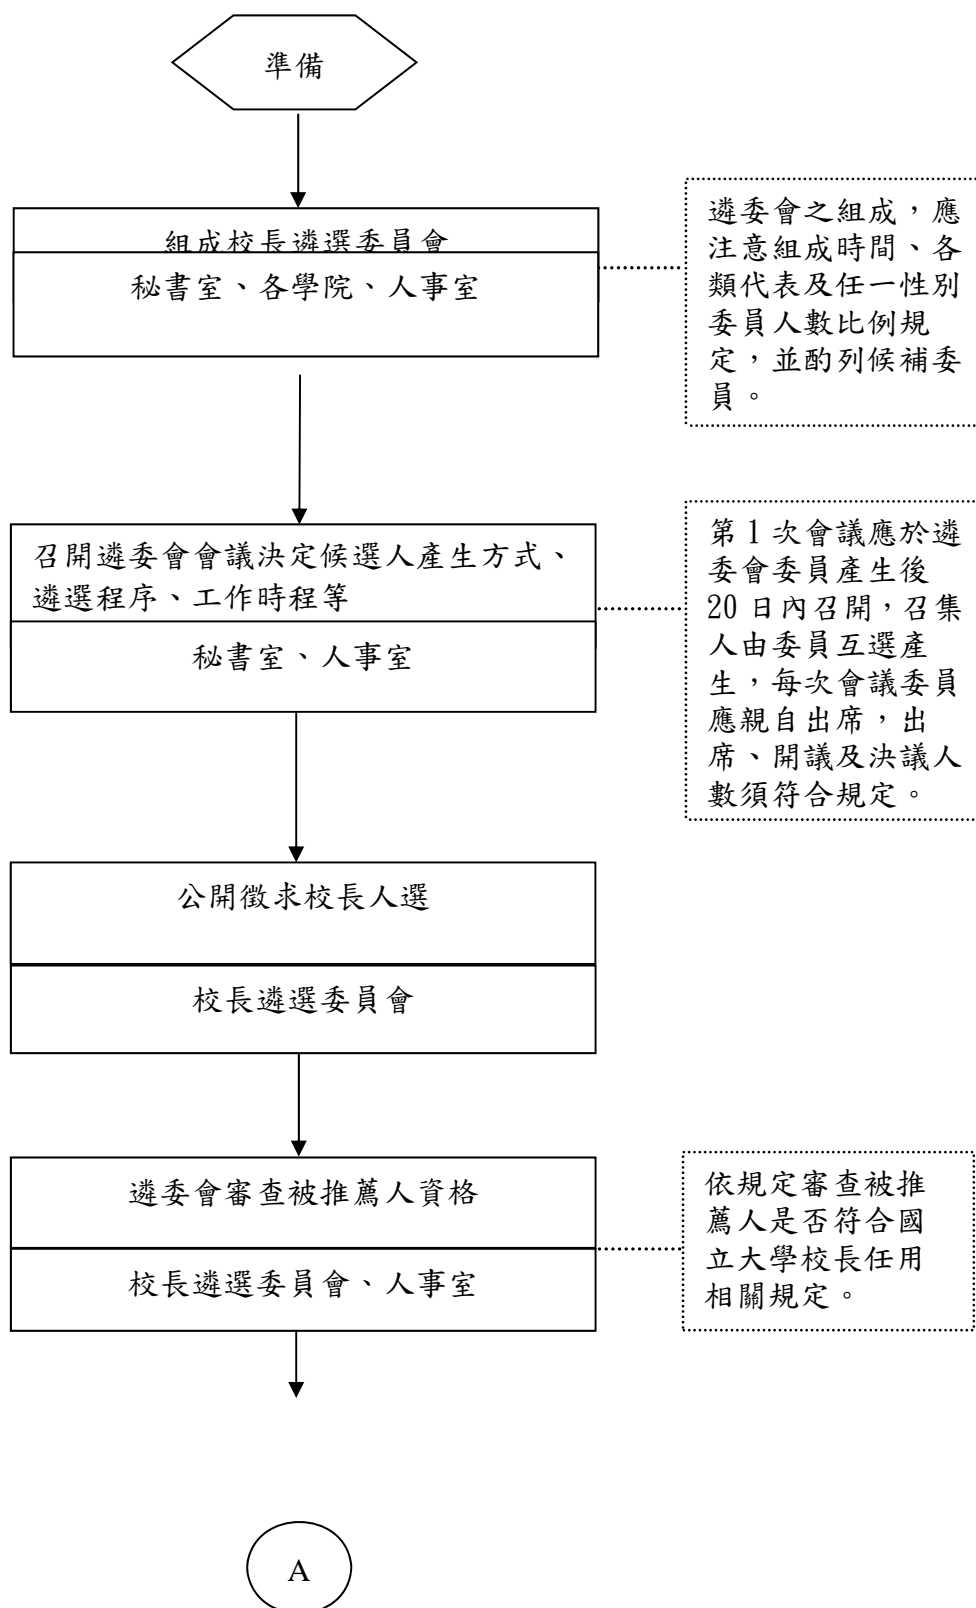 準備
組成校長遴選委員會
秘書室、各學院、人事室
遴委會之組成，應
注意組成時間、各
類代表及任一性別
委員人數比例規
定，並酌列候補委
員。
召開遴委會會議決定候選人產生方式、
遴選程序、工作時程等
秘書室、人事室
第 1 次會議應於遴
委會委員產生後
20 日內召開，召集
人由委員互選產
生，每次會議委員
應親自出席，出
席、開議及決議人
數須符合規定。
公開徵求校長人選
校長遴選委員會
遴委會審查被推薦人資格
校長遴選委員會、人事室
依規定審查被推
薦人是否符合國
立大學校長任用
相關規定。
A